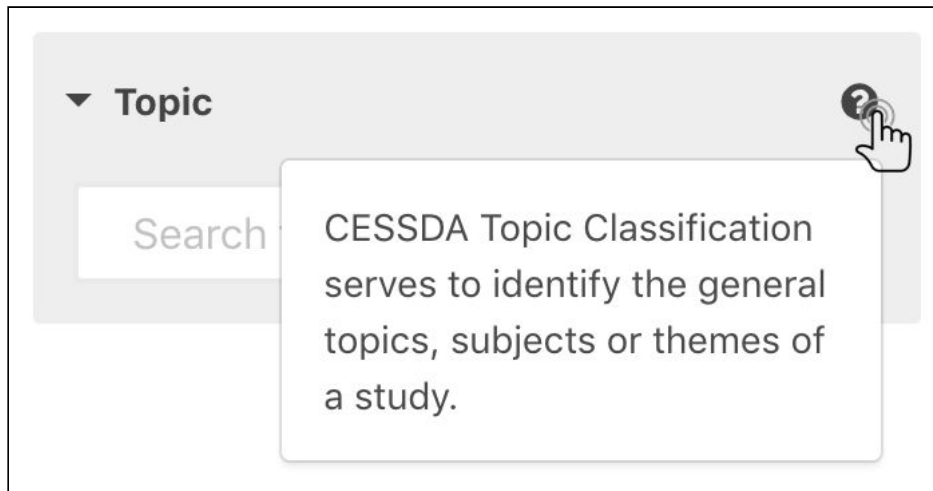 Topic
?
Search
CESSDA Topic Classification
serves to identify the general
topics, subjects or themes of
a study.